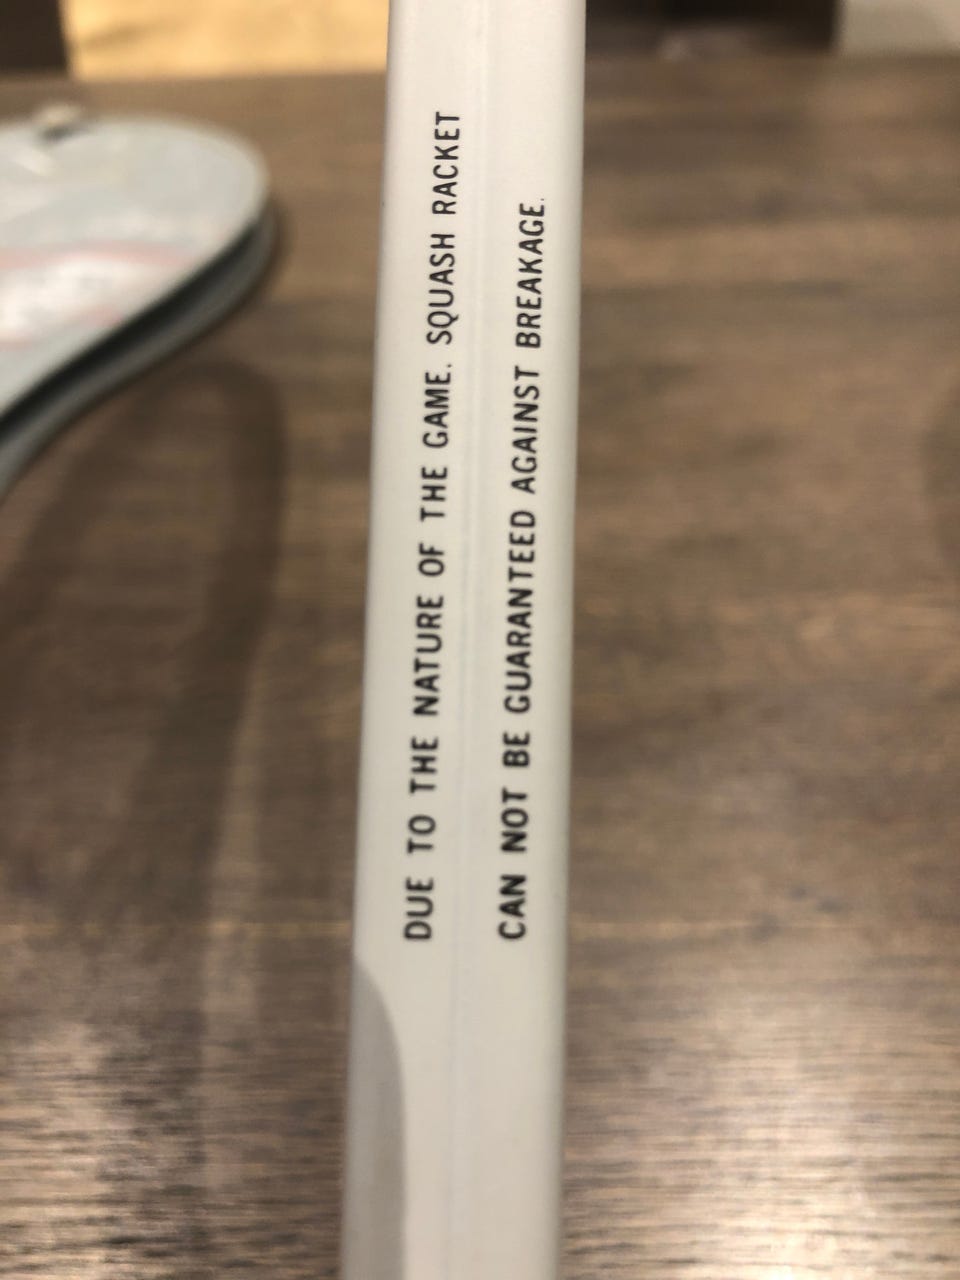 DUE TO THE NATURE OF THE GAME. SQUASH RACKET
CAN NOT BE GUARANTEED AGAINST BREAKAGE.